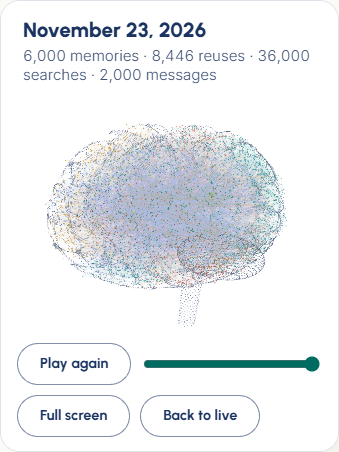 November 23, 2026
6,000 memories · 8,446 reuses · 36,000
searches · 2,000 messages
Play again
Full screen
Back to live